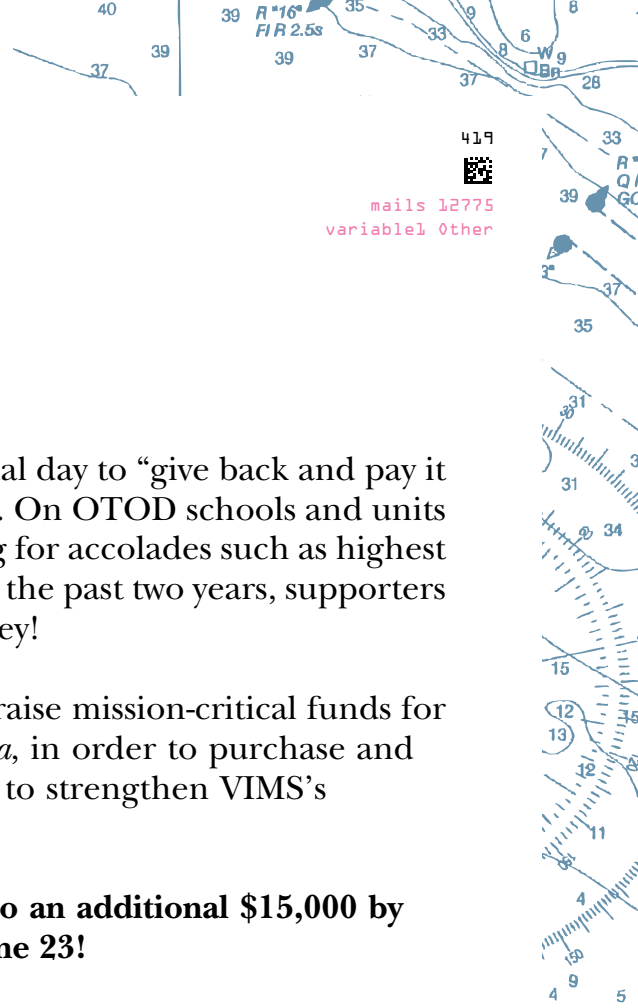 40
39
R "16"
Fl R 2.5s
35
9
8
39
39
37
33
6
8
W
9
Bn
37
37
28
419
33
39
mails 12775
variable1 Other
37
35
al day to “give back and pay it
31
30
. On OTOD schools and units
31
g for accolades such as highest
60
34
the past two years, supporters
ey!
15
raise mission-critical funds for
12
15
a, in order to purchase and
13
to strengthen VIMS’s
12
11
o an additional $15,000 by
4
ne 23!
150
9
4
5